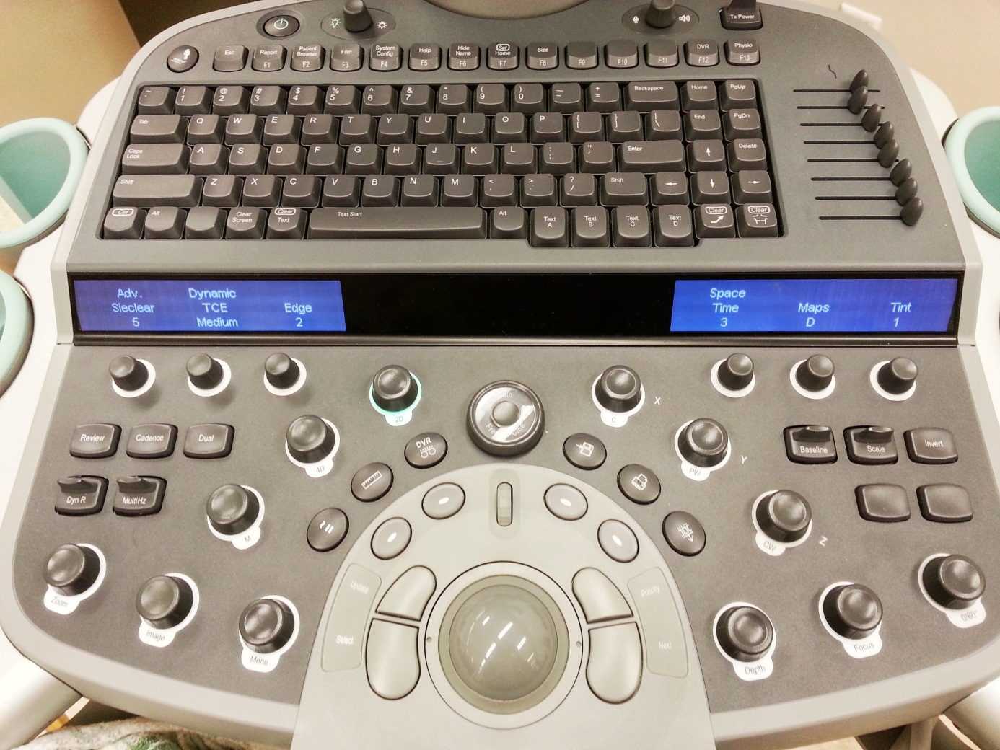 Tx Power
Esc
Report F1
Patient Browser F2
Film F3
System Config F4
Help F5
Hide Name F6
Set Home F7
Size F8
F9
F10
F11
DVR F12
Physio F13
~ `
! 1
@ 2
# 3
$ 4
% 5
^ 6
& 7
* 8
( 9
) 0
_ -
+ =
Backspace
Home
PgUp
Tab
Q W E R T Y U I O P
{ [
} ]
| \
End
PgDn
Caps Lock
A S D F G H J K L
: ;
" '
Enter
Delete
Shift
Z X C V B N M
< ,
> .
? /
Shift
Ctrl
Alt
Clear Screen
Clear Text
Text Start
Alt
Text A
Text B
Text C
Text D
Clear
Clear
Adv. Dynamic
Sieclear TCE Edge
5 Medium 2
Space
Time Maps Tint
3 D 1
2D
C
X
Review
Cadence
Dual
4D
DVR
PW
Y
Baseline
Scale
Invert
Dyn R
MultiHz
M
CW
Z
Zoom
Image
Menu
Update
Select
Priority
Next
Depth
Focus
0/60"